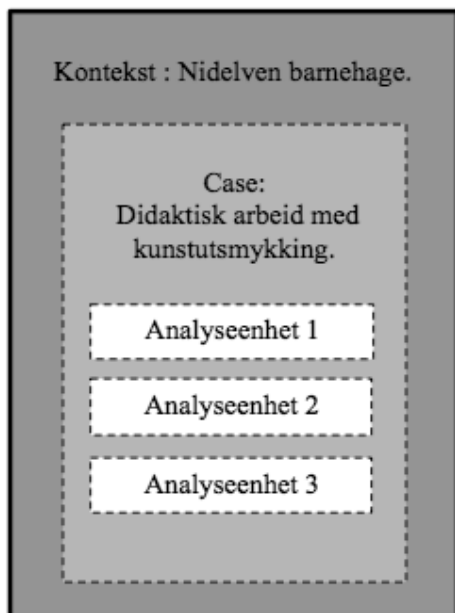 Kontekst : Nidelven barnehage.
Case:
Didaktisk arbeid med
kunstutsmykking.
Analyseenhet 1
Analyseenhet 2
Analyseenhet 3